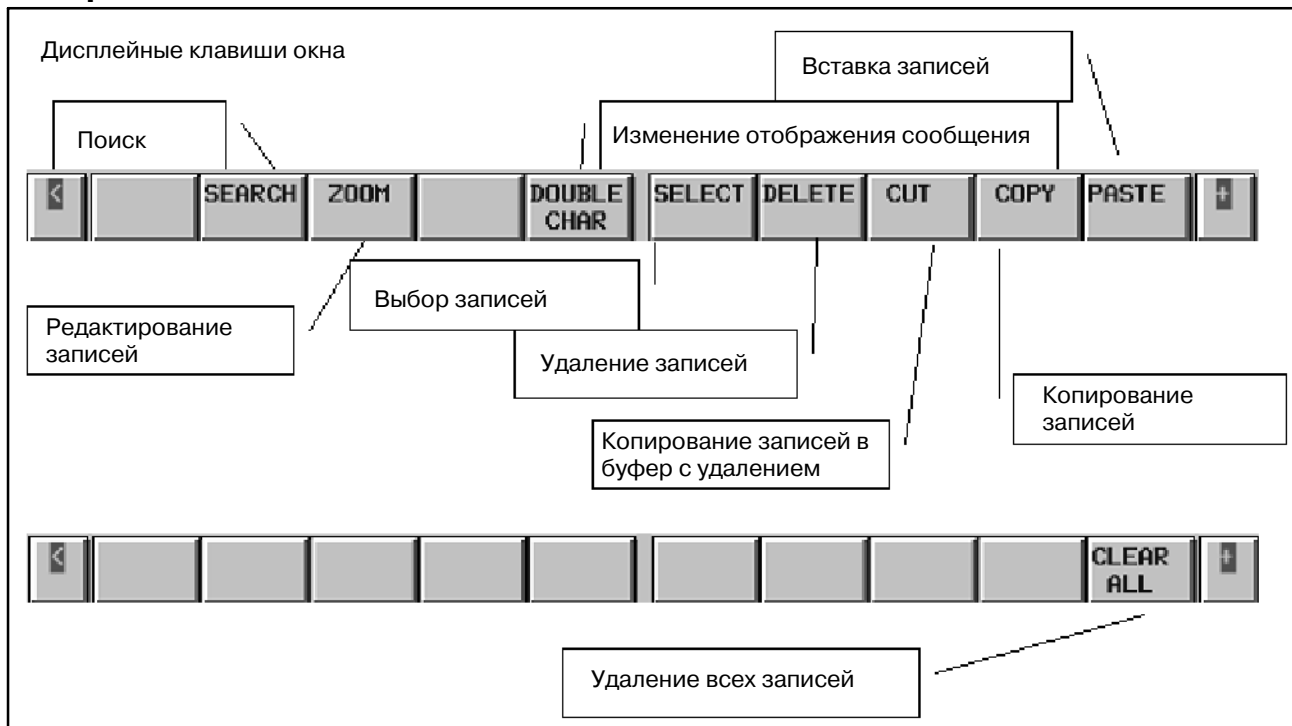 Дисплейные клавиши окна
Вставка записей
Поиск
Изменение отображения сообщения
< SEARCH ZOOM DOUBLE CHAR SELECT DELETE CUT COPY PASTE +
Выбор записей
Редактирование
записей
Удаление записей
Копирование
записей
Копирование записей в
буфер с удалением
< CLEAR ALL +
Удаление всех записей